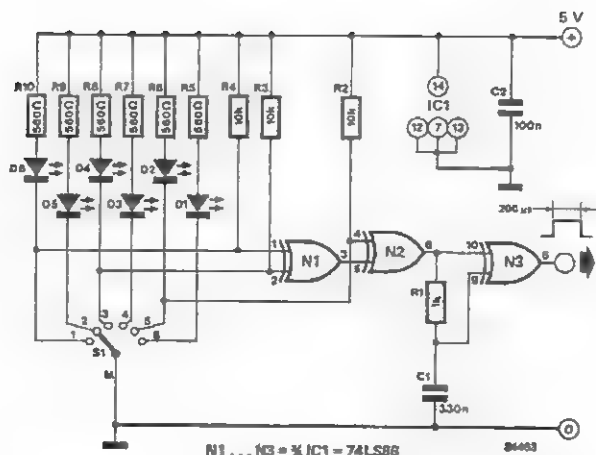 5 V
+
R10 R9 R8 R7 R6 R5 R4 R3 R2
560Ω 560Ω 560Ω 560Ω 560Ω 560Ω 10k 10k 10k
14
IC1
12 7 13
C2
100n
D6 D4 D2
D5 D3 D1
200 µs
1
2
N1
3
4
5
N2
6
10
9
N3
8
R1
1k
C1
330n
1 2 3 4 5 6
S1
M
0
N1 . . . N3 = ¾ IC1 = 74LS86